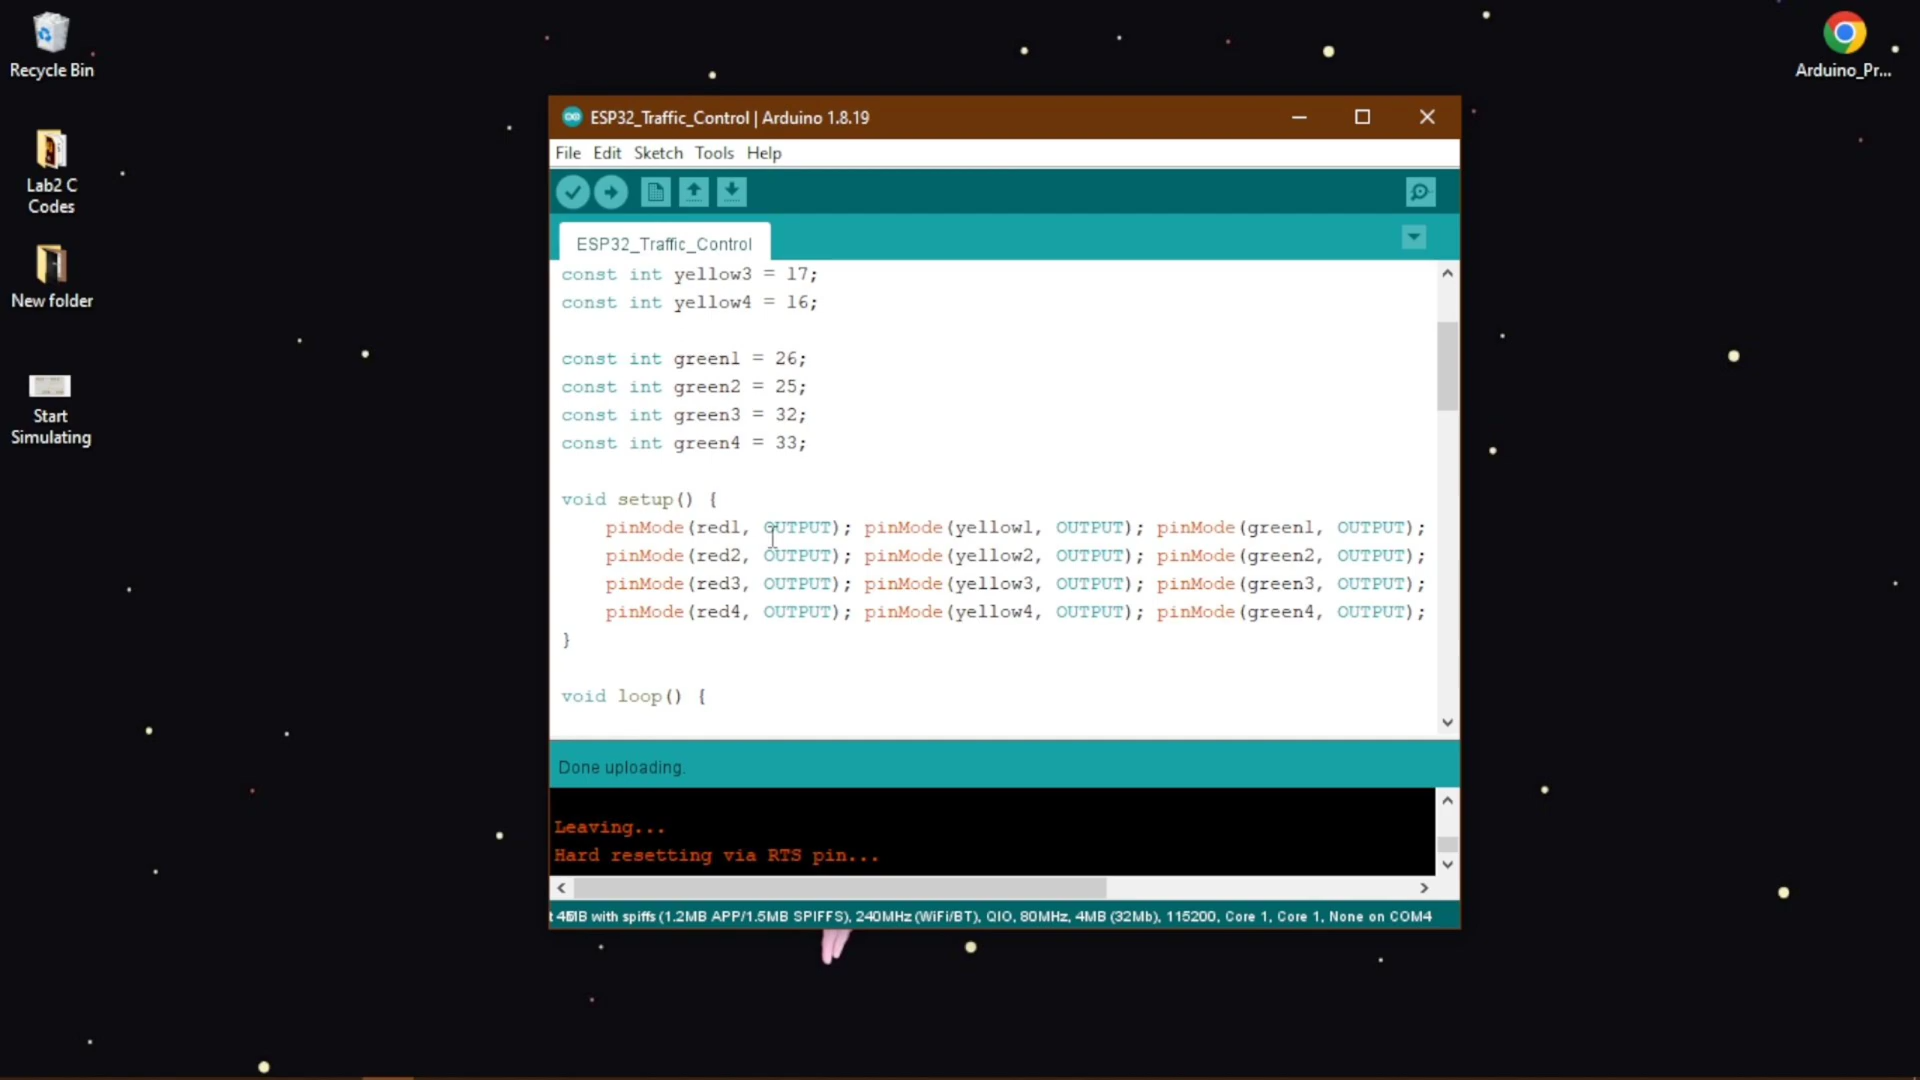 Recycle Bin
Lab2 C
Codes
New folder
Start
Simulating
Arduino_Pr...
ESP32_Traffic_Control | Arduino 1.8.19
File Edit Sketch Tools Help
ESP32_Traffic_Control
const int yellow3 = 17;
const int yellow4 = 16;
const int green1 = 26;
const int green2 = 25;
const int green3 = 32;
const int green4 = 33;
void setup() {
pinMode(red1, OUTPUT); pinMode(yellow1, OUTPUT); pinMode(green1, OUTPUT);
pinMode(red2, OUTPUT); pinMode(yellow2, OUTPUT); pinMode(green2, OUTPUT);
pinMode(red3, OUTPUT); pinMode(yellow3, OUTPUT); pinMode(green3, OUTPUT);
pinMode(red4, OUTPUT); pinMode(yellow4, OUTPUT); pinMode(green4, OUTPUT);
}
void loop() {
Done uploading.
Leaving...
Hard resetting via RTS pin...
with spiffs (1.2MB APP/1.5MB SPIFFS), 240MHz (WiFi/BT), QIO, 80MHz, 4MB (32Mb), 115200, Core 1, Core 1, None on COM4